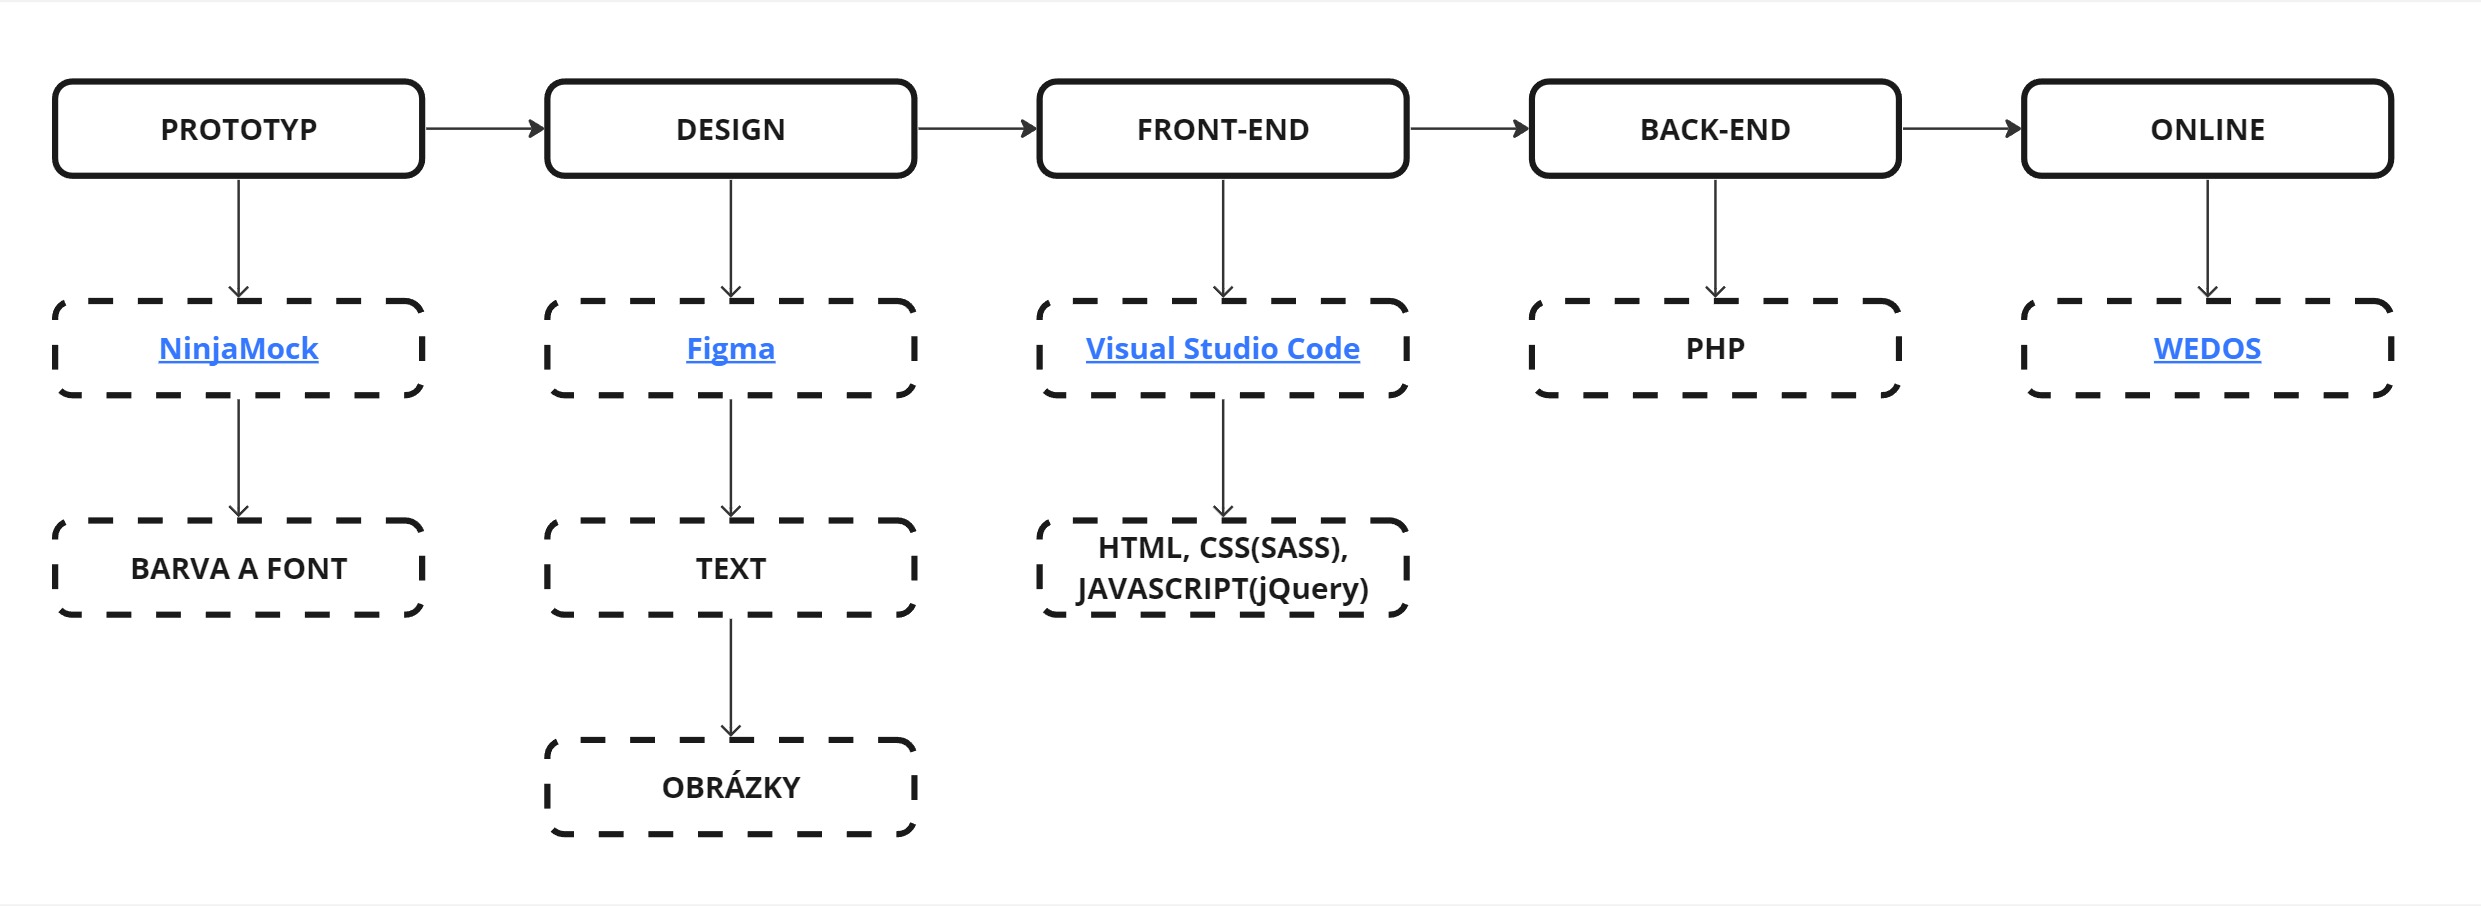 PROTOTYP
DESIGN
FRONT-END
BACK-END
ONLINE
NinjaMock
Figma
Visual Studio Code
PHP
WEDOS
BARVA A FONT
TEXT
HTML, CSS(SASS),
JAVASCRIPT(jQuery)
OBRÁZKY